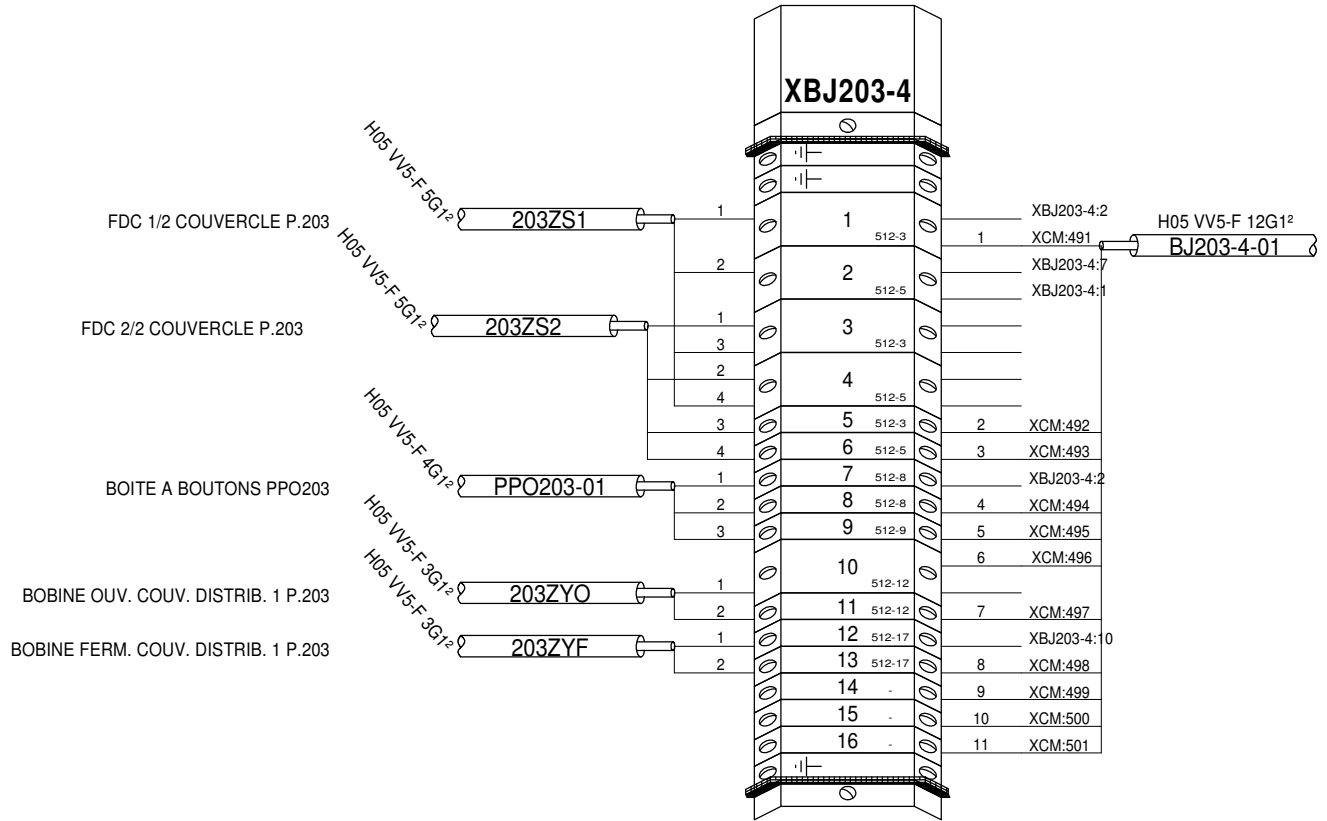 XBJ203-4
H05 VV5-F 5G1²
FDC 1/2 COUVERCLE P.203
203ZS1
1
1
512-3
XBJ203-4:2
1
XCM:491
H05 VV5-F 12G1²
BJ203-4-01
2
2
512-5
XBJ203-4:7
XBJ203-4:1
H05 VV5-F 5G1²
FDC 2/2 COUVERCLE P.203
203ZS2
1
3
3
512-3
2
4
4
512-5
3
5
512-3
2
XCM:492
4
6
512-5
3
XCM:493
H05 VV5-F 4G1²
BOITE A BOUTONS PPO203
PPO203-01
1
7
512-8
XBJ203-4:2
2
8
512-8
4
XCM:494
3
9
512-9
5
XCM:495
6
XCM:496
H05 VV5-F 3G1²
BOBINE OUV. COUV. DISTRIB. 1 P.203
203ZYO
1
10
512-12
2
11
512-12
7
XCM:497
H05 VV5-F 3G1²
BOBINE FERM. COUV. DISTRIB. 1 P.203
203ZYF
1
12
512-17
XBJ203-4:10
2
13
512-17
8
XCM:498
14
-
9
XCM:499
15
-
10
XCM:500
16
-
11
XCM:501